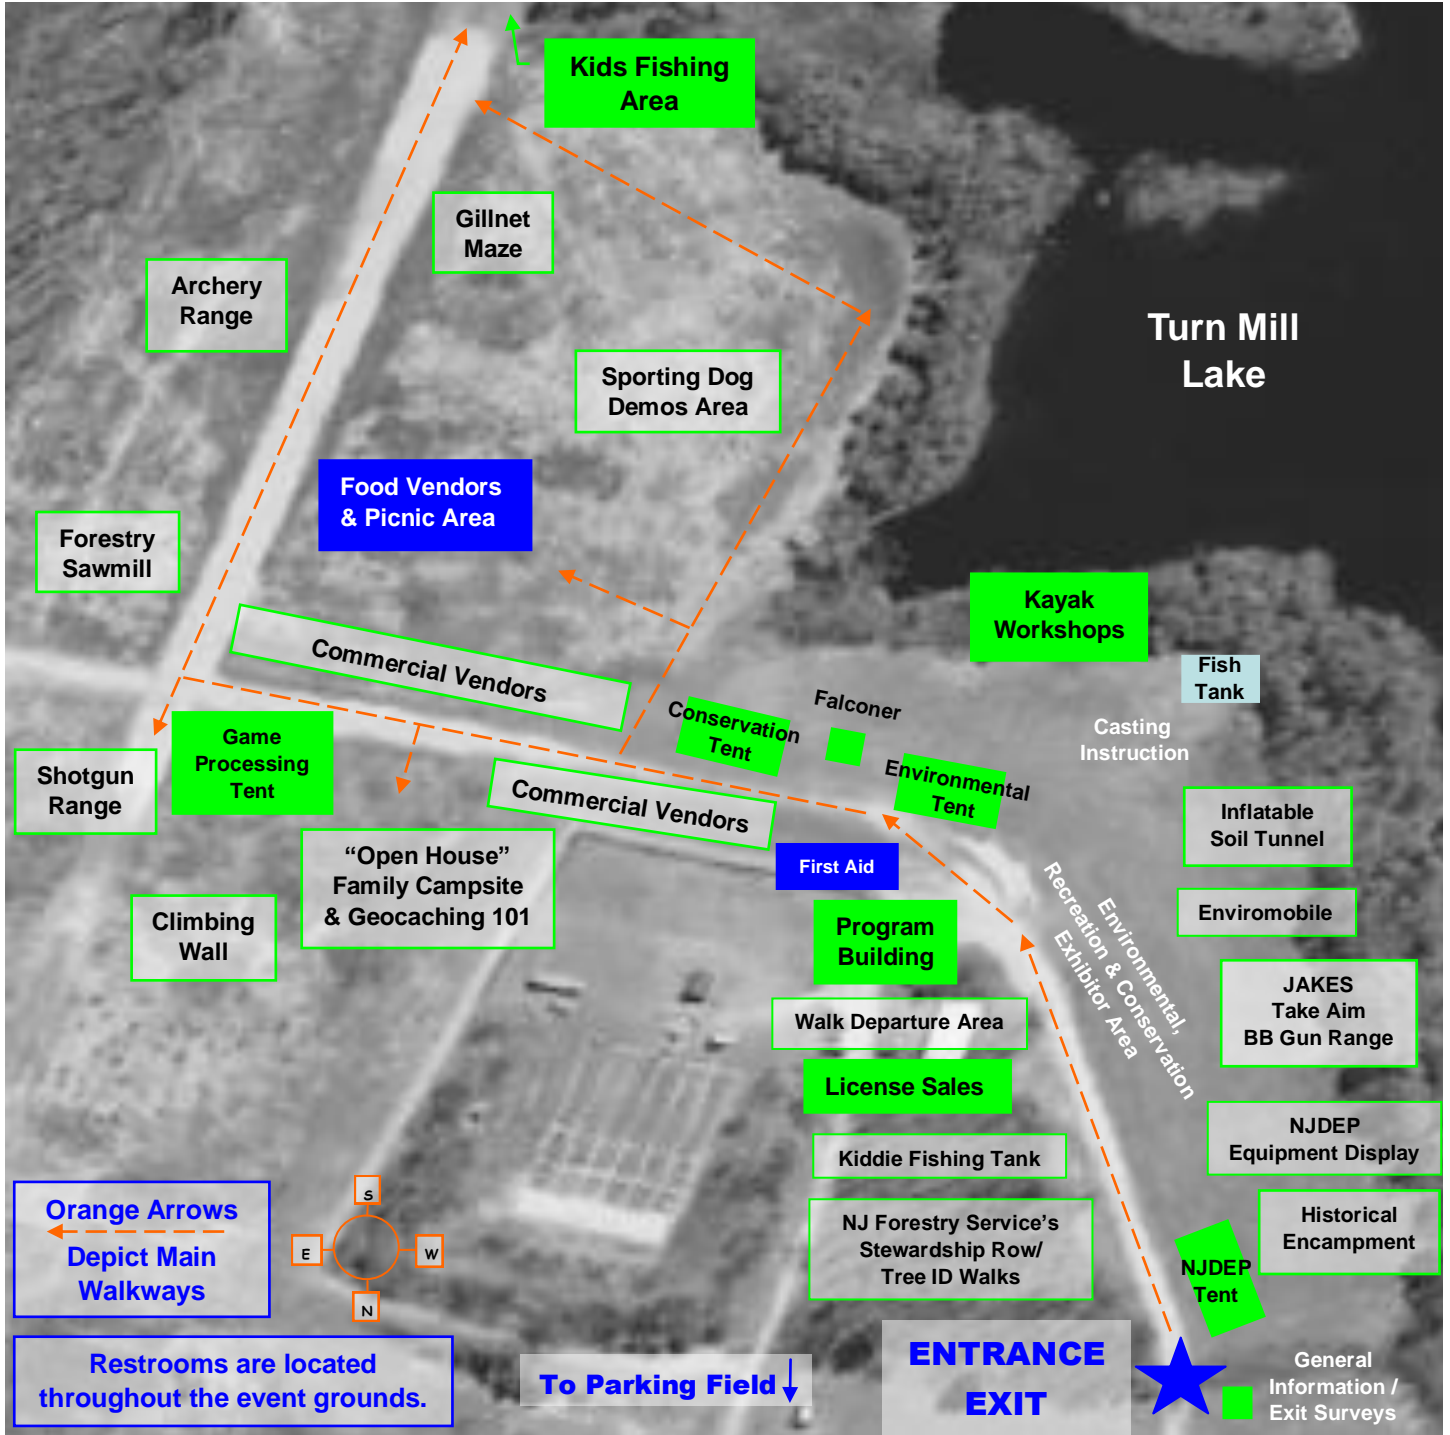 Kids Fishing
Area
Gillnet
Maze
Archery
Range
Turn Mill
Lake
Sporting Dog
Demos Area
Food Vendors
& Picnic Area
Forestry
Sawmill
Kayak
Workshops
Fish
Tank
Commercial Vendors
Conservation
Tent
Falconer
Casting
Instruction
Game
Processing
Tent
Shotgun
Range
Commercial Vendors
Environmental
Tent
Inflatable
Soil Tunnel
“Open House”
Family Campsite
& Geocaching 101
First Aid
Climbing
Wall
Program
Building
Environmental,
Recreation & Conservation
Exhibitor Area
Enviromobile
JAKES
Take Aim
BB Gun Range
Walk Departure Area
License Sales
Kiddie Fishing Tank
NJDEP
Equipment Display
NJ Forestry Service's
Stewardship Row/
Tree ID Walks
Historical
Encampment
NJDEP
Tent
Orange Arrows
Depict Main
Walkways
S
E
W
N
Restrooms are located
throughout the event grounds.
To Parking Field
ENTRANCE
EXIT
General
Information /
Exit Surveys